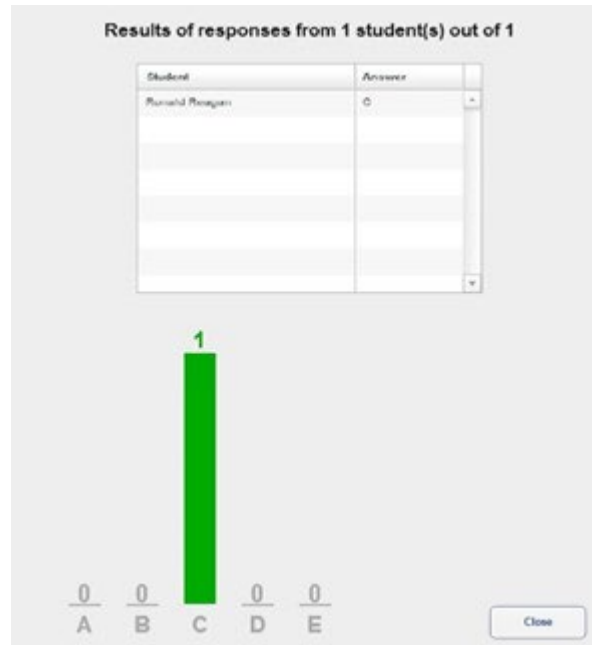 Results of responses from 1 student(s) out of 1
Student Answer
Ronald Reagan C
1
0 0 0 0
A B C D E
Close